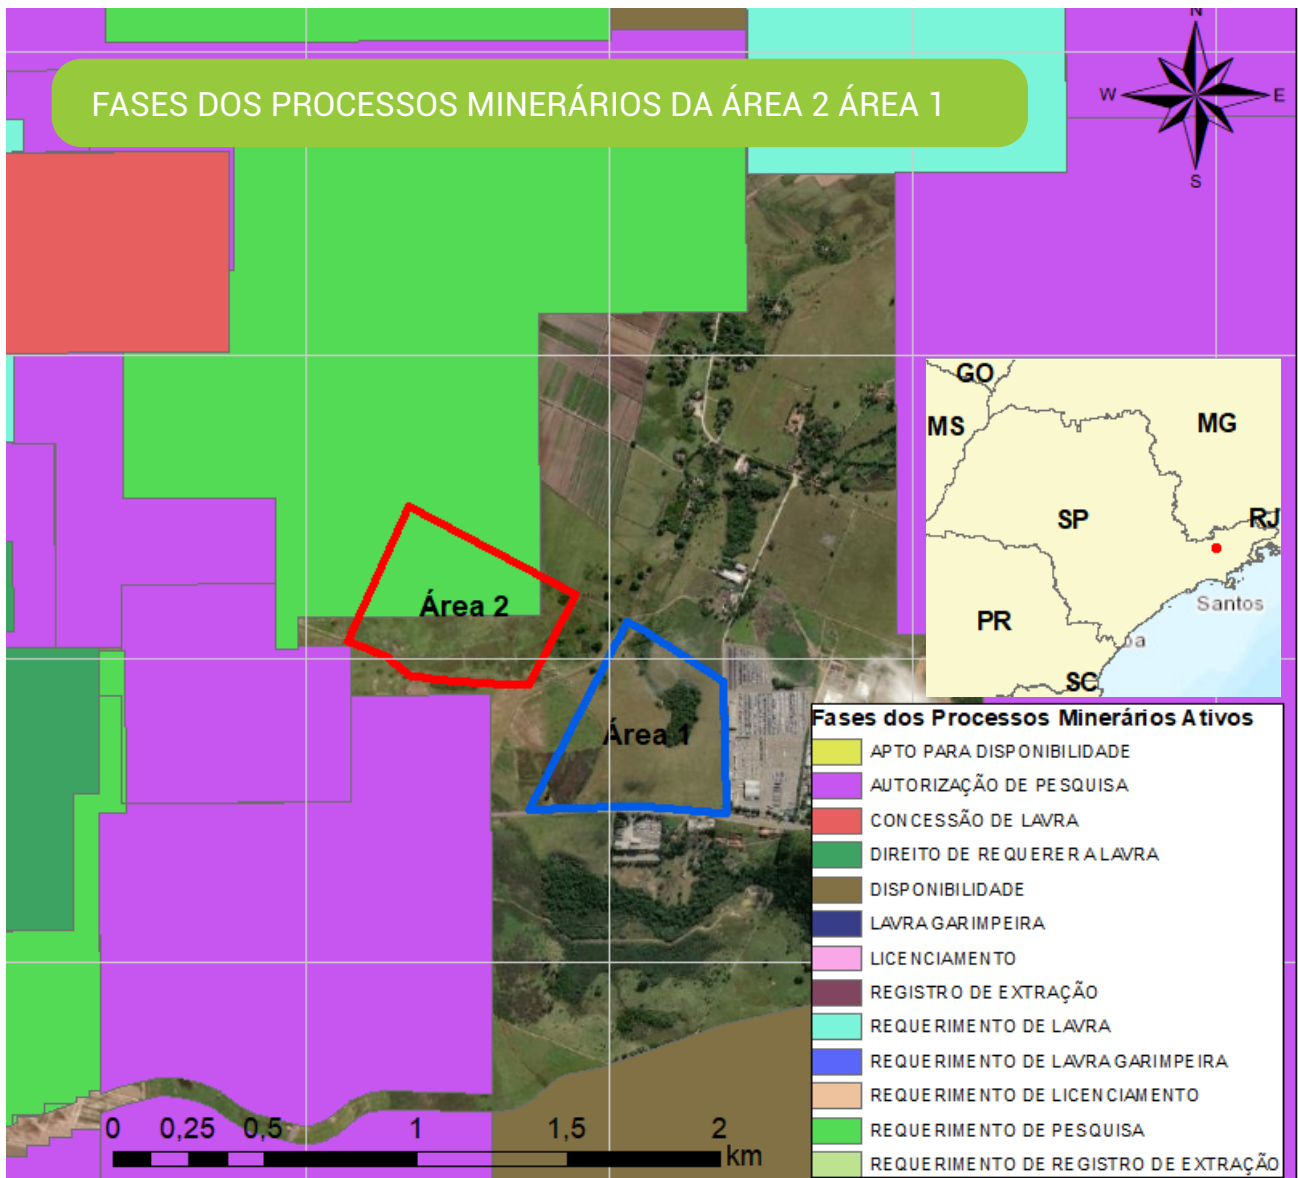 N
FASES DOS PROCESSOS MINERÁRIOS DA ÁREA 2 ÁREA 1
W
E
S
GO
MS
MG
SP
RJ
Santos
PR
SC
Área 2
Área 1
Fases dos Processos Minerários Ativos
APTO PARA DISPONIBILIDADE
AUTORIZAÇÃO DE PESQUISA
CONCESSÃO DE LAVRA
DIREITO DE REQUERER A LAVRA
DISPONIBILIDADE
LAVRA GARIMPEIRA
LICENCIAMENTO
REGISTRO DE EXTRAÇÃO
REQUERIMENTO DE LAVRA
REQUERIMENTO DE LAVRA GARIMPEIRA
REQUERIMENTO DE LICENCIAMENTO
REQUERIMENTO DE PESQUISA
REQUERIMENTO DE REGISTRO DE EXTRAÇÃO
0 0,25 0,5 1 1,5 2
km